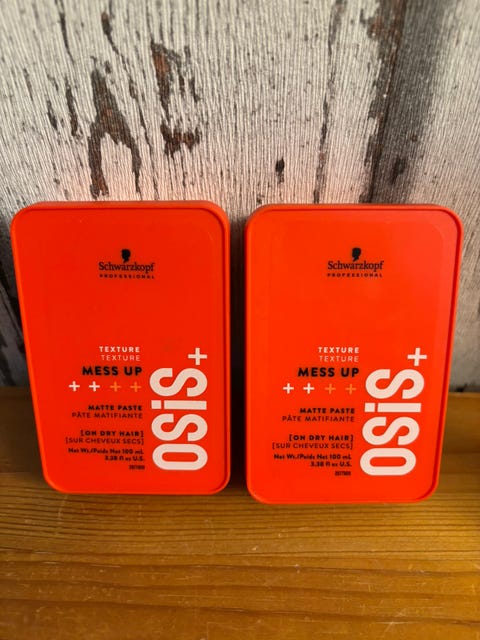 Schwarzkopf
PROFESSIONAL
TEXTURE
TEXTURE
MESS UP
++++
MATTE PASTE
PÂTE MATIFIANTE
[ON DRY HAIR]
[SUR CHEVEUX SECS]
Net Wt./Poids Net 100 mL
3.38 fl oz U.S.
OSiS+
Schwarzkopf
PROFESSIONAL
TEXTURE
TEXTURE
MESS UP
++++
MATTE PASTE
PÂTE MATIFIANTE
[ON DRY HAIR]
[SUR CHEVEUX SECS]
Net Wt./Poids Net 100 mL
3.38 fl oz U.S.
OSiS+